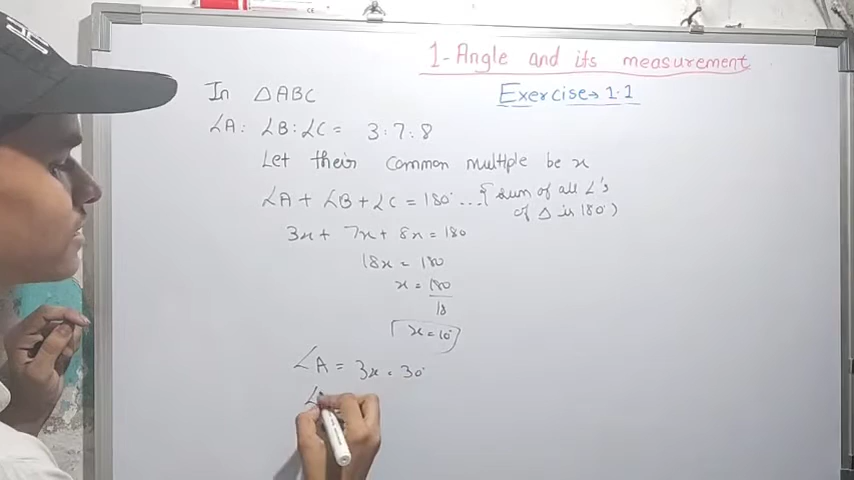 1-Angle and its measurement
Exercise→ 1.1
In △ABC
∠A: ∠B:∠C = 3:7:8
Let their common multiple be x
∠A + ∠B + ∠C = 180° ...{ sum of all ∠'s
of △ is 180°)
3x + 7x + 8x = 180
18x = 180
x = 180
18
x = 10°
∠A = 3x = 30°
∠